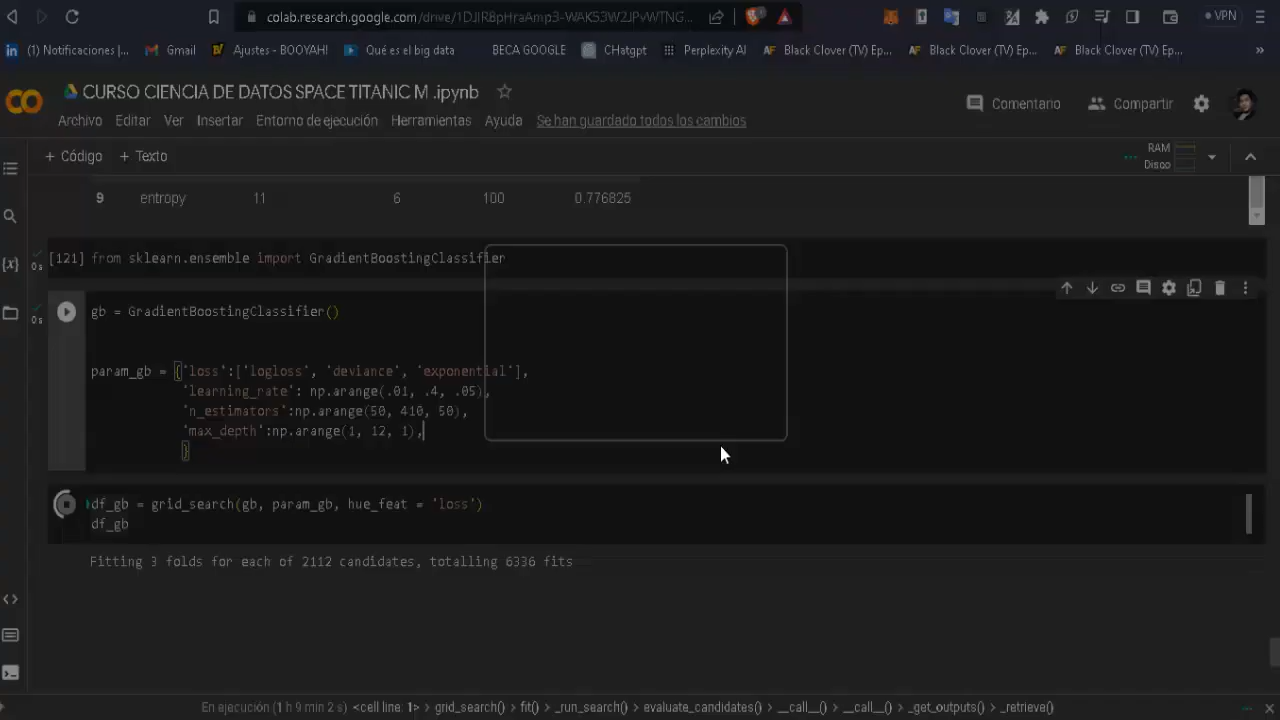 colab.research.google.com/drive/1DJIR8pHraAmp3-WAK53W2JPvWTNG...
VPN
(1) Notificaciones |...
Gmail
Ajustes - BOOYAH!
Qué es el big data
BECA GOOGLE
CHatgpt
Perplexity AI
Black Clover (TV) Ep...
Black Clover (TV) Ep...
Black Clover (TV) Ep...
»
CURSO CIENCIA DE DATOS SPACE TITANIC M .ipynb
Comentario
Compartir
Archivo Editar Ver Insertar Entorno de ejecución Herramientas Ayuda Se han guardado todos los cambios
+ Código + Texto
RAM
Disco
9 entropy 11 6 100 0.776825
[121] from sklearn.ensemble import GradientBoostingClassifier
0s
gb = GradientBoostingClassifier()
0s
param_gb = {'loss':['logloss', 'deviance', 'exponential'],
'learning_rate': np.arange(.01, .4, .05),
'n_estimators':np.arange(50, 410, 50),
'max_depth':np.arange(1, 12, 1),
}
df_gb = grid_search(gb, param_gb, hue_feat = 'loss')
df_gb
Fitting 3 folds for each of 2112 candidates, totalling 6336 fits
En ejecución (1 h 9 min 2 s) <cell line: 1> > grid_search() > fit() > _run_search() > evaluate_candidates() > __call__() > __call__() > _get_outputs() > _retrieve()